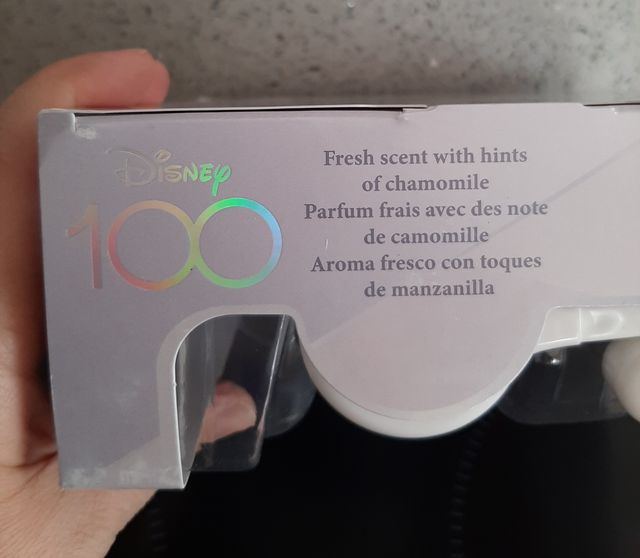 Disney
100
Fresh scent with hints
of chamomile
Parfum frais avec des note
de camomille
Aroma fresco con toques
de manzanilla